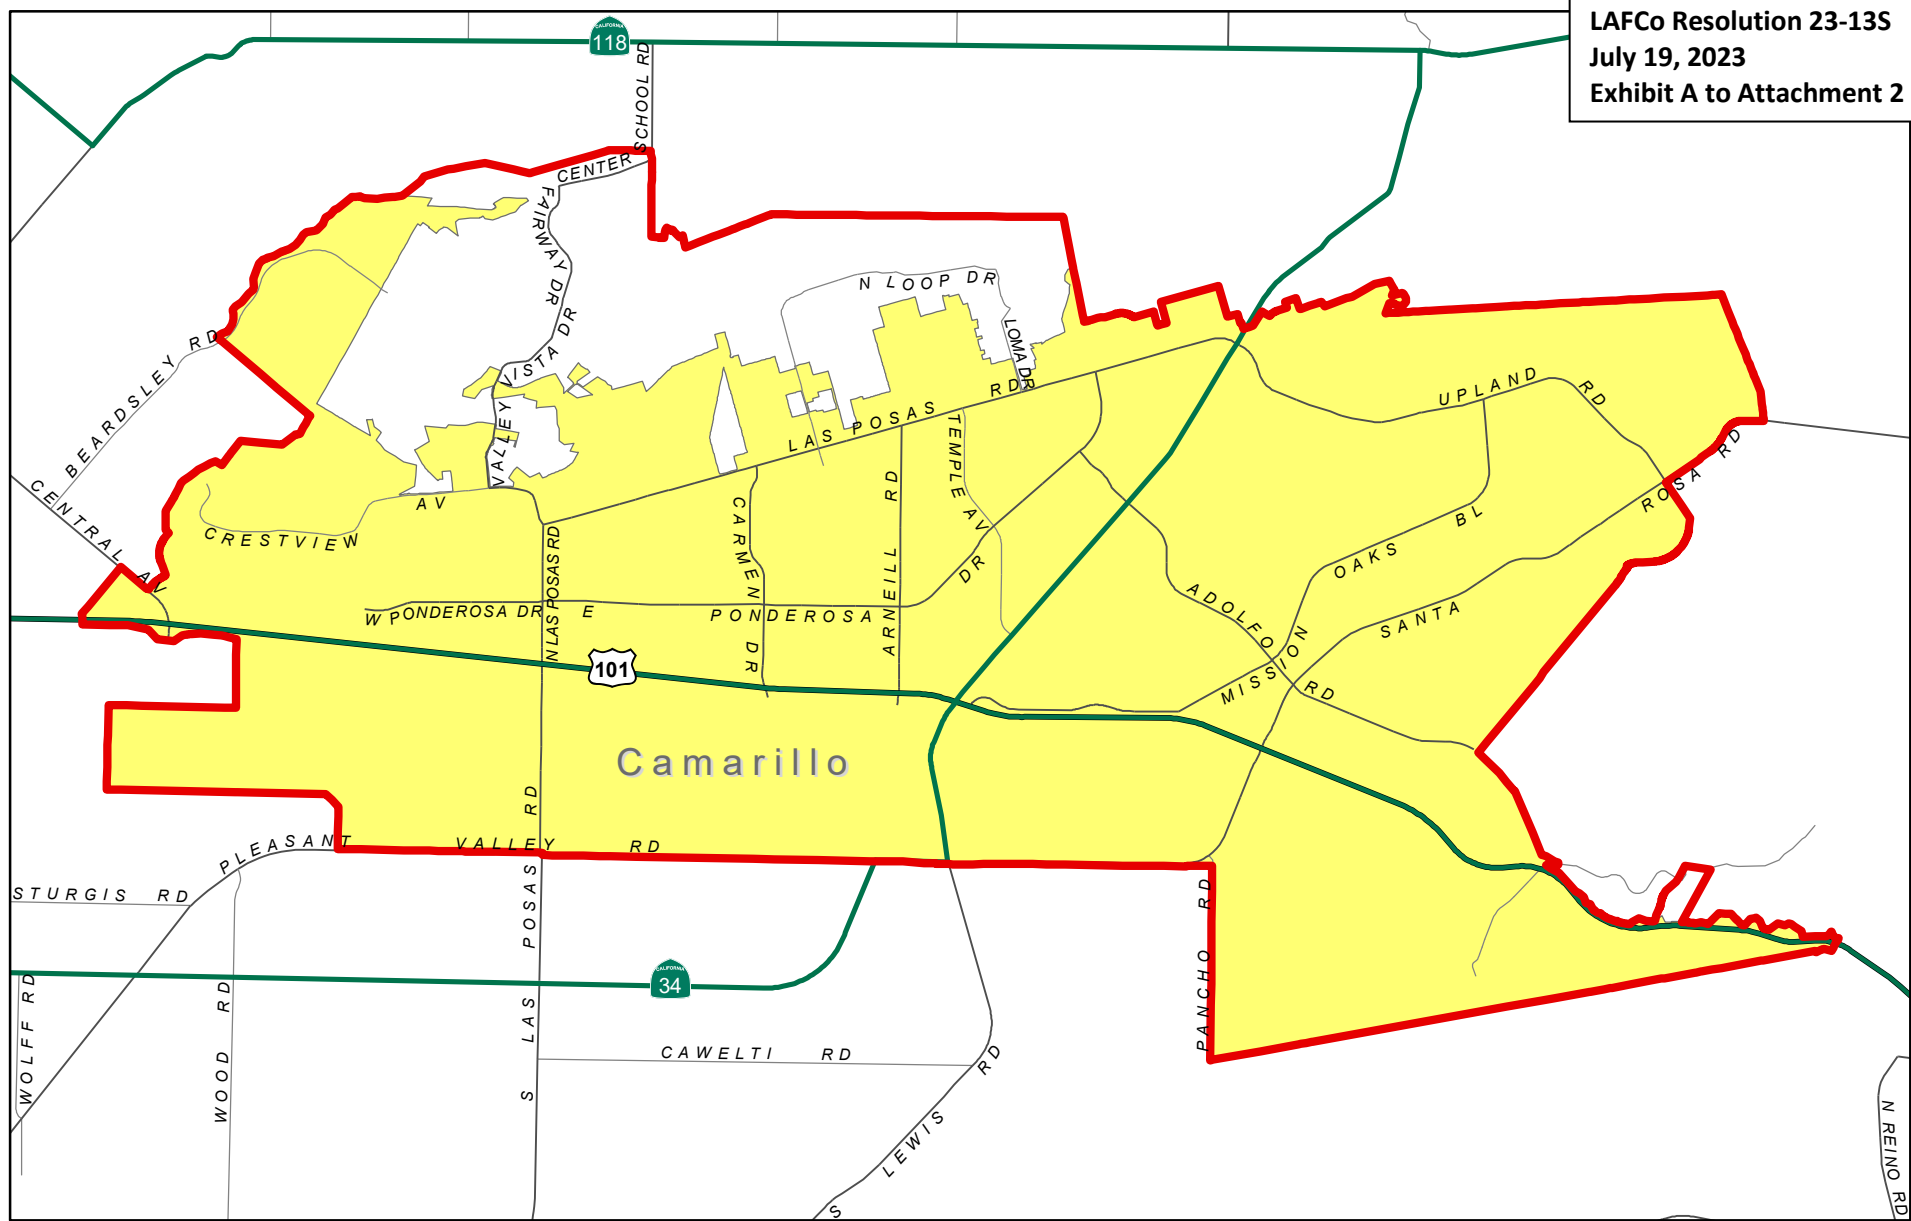 LAFCo Resolution 23-13S
July 19, 2023
Exhibit A to Attachment 2
CALIFORNIA
118
SCHOOL RD
CENTER
FAIRWAY DR
N LOOP DR
LOMA DR
BEARDSLEY RD
VALLEY VISTA DR
UPLAND RD
LAS POSAS RD
TEMPLE AV
CENTRAL AV
CRESTVIEW AV
CARMEN DR
ARNEILL RD
N LAS POSAS RD
W PONDEROSA DR
E PONDEROSA DR
ADOLFO RD
MISSION OAKS BL
SANTA ROSA RD
101
Camarillo
PLEASANT VALLEY RD
STURGIS RD
S LAS POSAS RD
PANCHO RD
WOLFF RD
WOOD RD
CALIFORNIA
34
CAWELTI RD
S LEWIS RD
N REINO RD